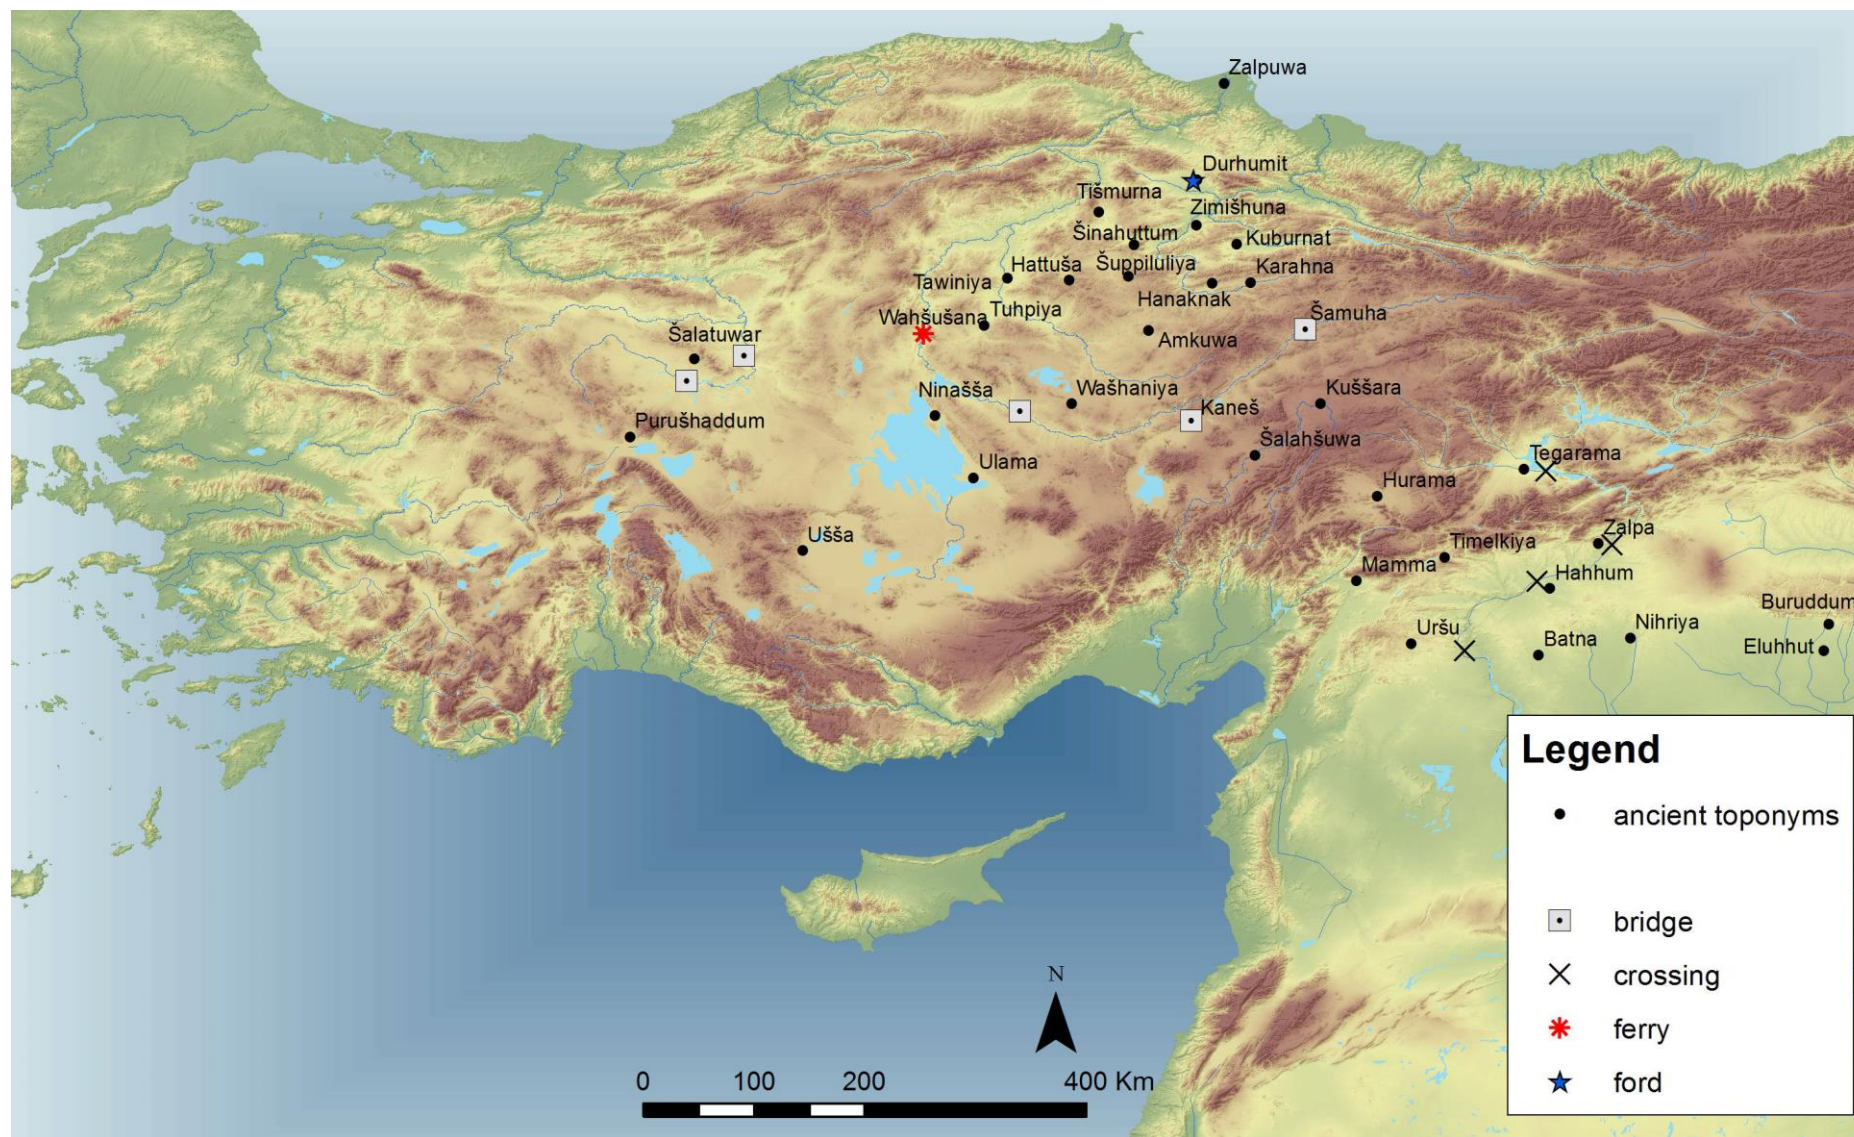 Zalpuwa
Durhumit
Tišmurna
Zimišhuna
Šinahuttum
Kuburnat
Šuppiluliya
Hattuša
Karahna
Tawiniya
Hanaknak
Tuhpiya
Wahšušana
Šamuha
Amkuwa
Šalatuwar
Ninašša
Wašhaniya
Kuššara
Kaneš
Purušhaddum
Šalahšuwa
Tegarama
Ulama
Hurama
Ušša
Zalpa
Timelkiya
Mamma
Hahhum
Buruddum
Uršu
Nihriya
Batna
Eluhhut
Legend
ancient toponyms
bridge
crossing
ferry
ford
N
0 100 200 400 Km